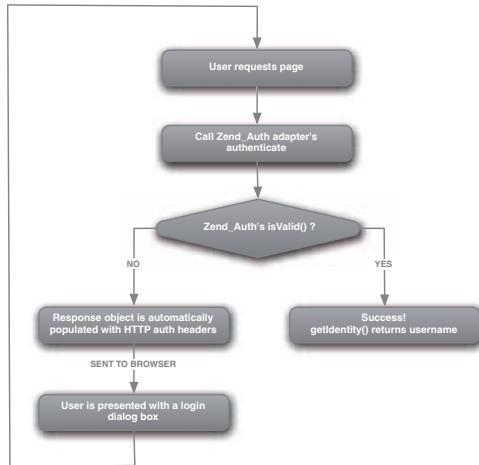 User requests page
Call Zend_Auth adapter's
authenticate
Zend_Auth's isValid() ?
NO
YES
Response object is automatically
populated with HTTP auth headers
Success!
getIdentity() returns username
SENT TO BROWSER
User is presented with a login
dialog box